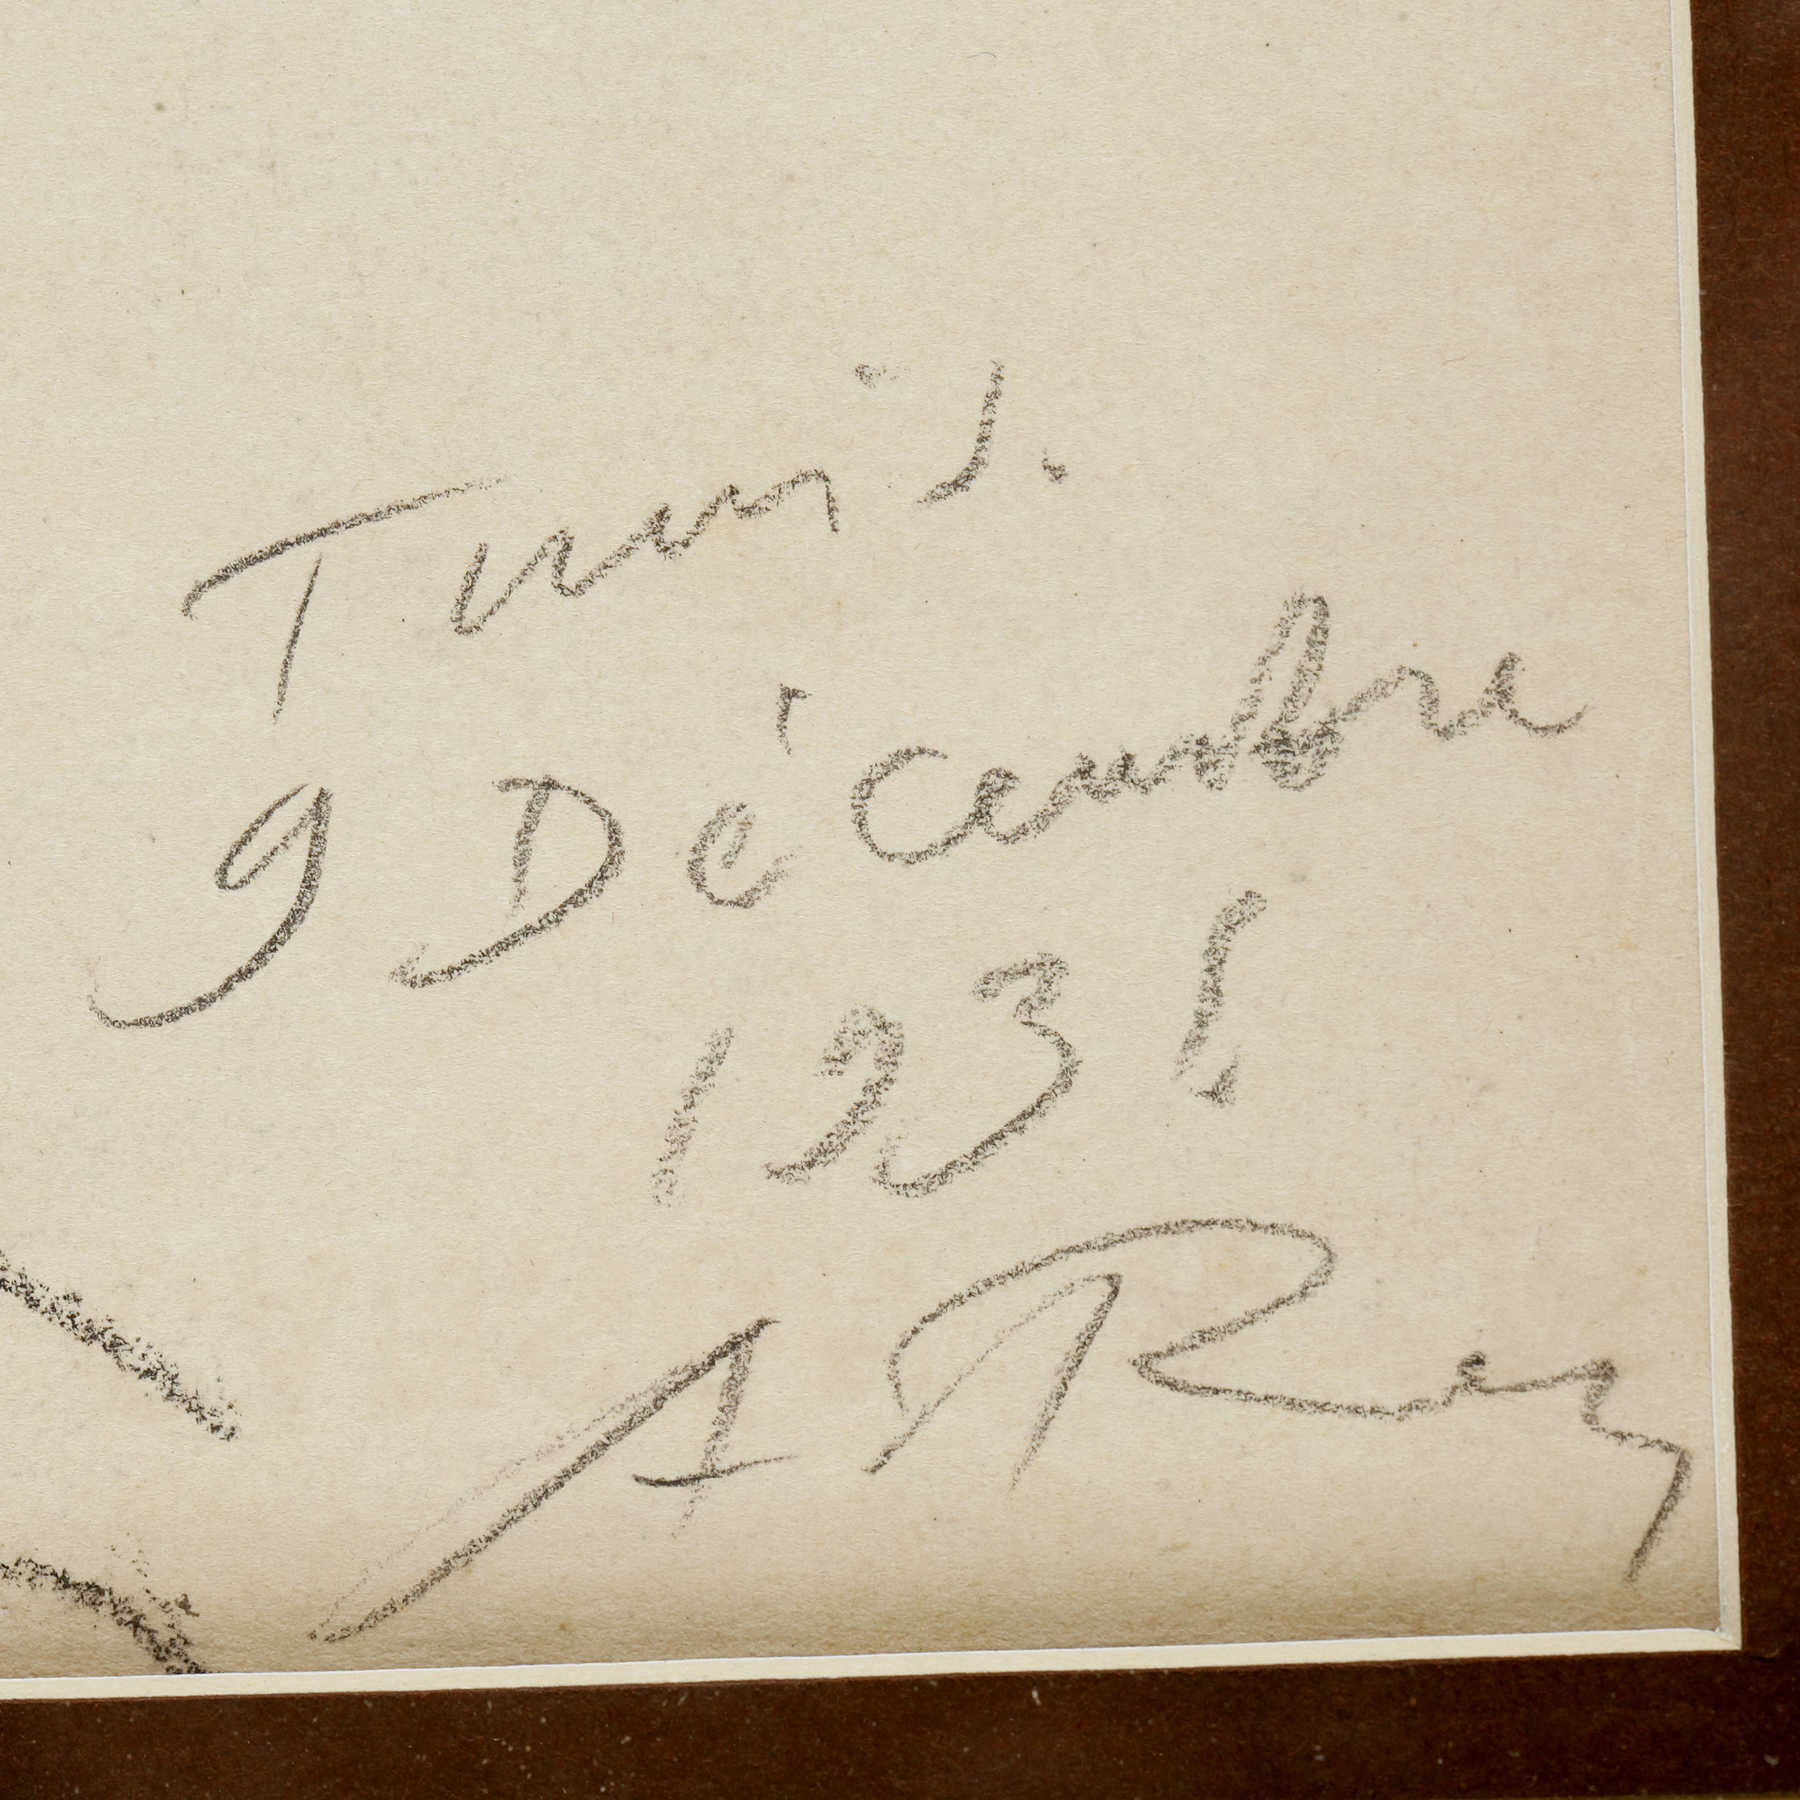 Tunis.
9 Décembre
1931
A Rey